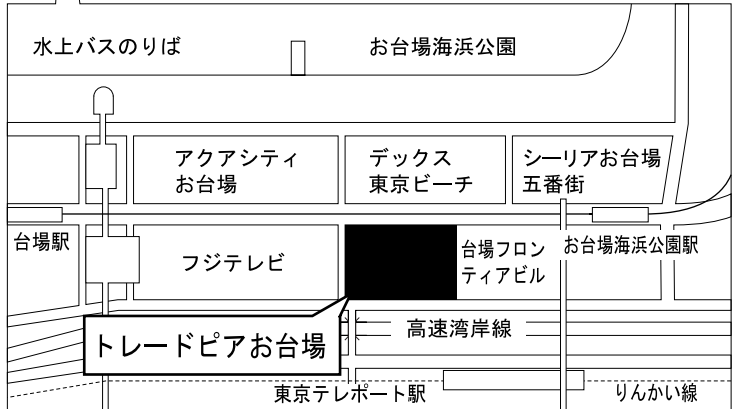 水上バスのりば
お台場海浜公園
アクアシティ
お台場
デックス
東京ビーチ
シーリアお台場
五番街
台場駅
フジテレビ
台場フロン
ティアビル
お台場海浜公園駅
トレードピアお台場
高速湾岸線
東京テレポート駅
りんかい線